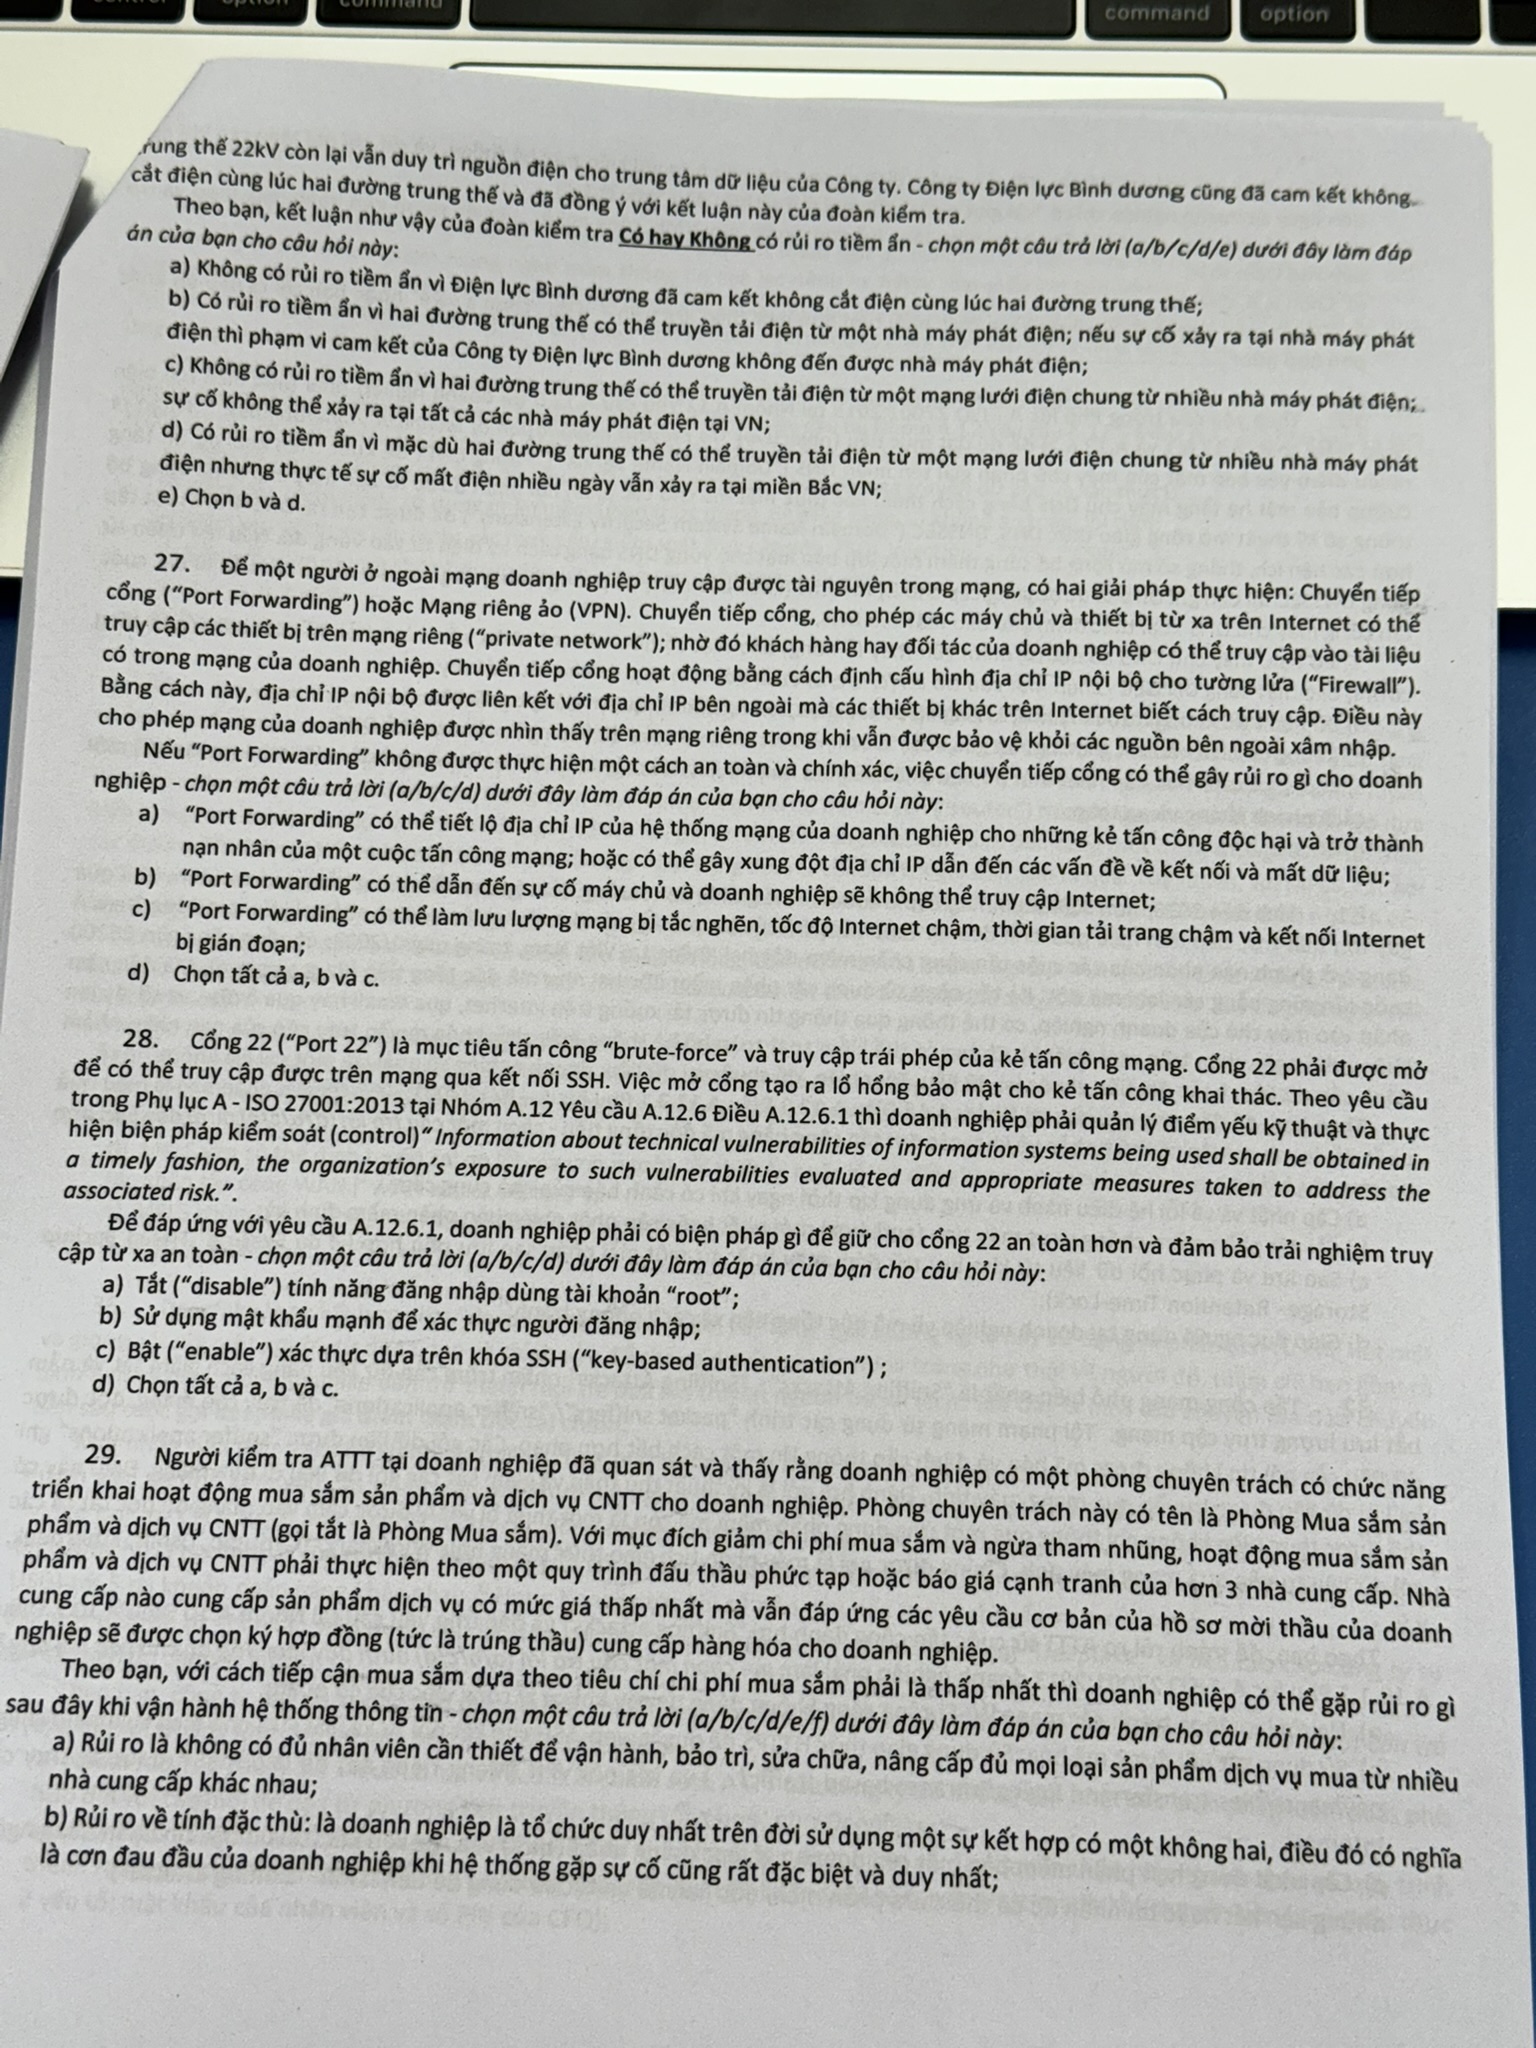 command
option
trung thế 22kV còn lại vẫn duy trì nguồn điện cho trung tâm dữ liệu của Công ty. Công ty Điện lực Bình dương cũng đã cam kết không
cắt điện cùng lúc hai đường trung thế và đã đồng ý với kết luận này của đoàn kiểm tra.
Theo bạn, kết luận như vậy của đoàn kiểm tra Có hay Không có rủi ro tiềm ẩn - chọn một câu trả lời (a/b/c/d/e) dưới đây làm đáp
án của bạn cho câu hỏi này:
a) Không có rủi ro tiềm ẩn vì Điện lực Bình dương đã cam kết không cắt điện cùng lúc hai đường trung thế;
b) Có rủi ro tiềm ẩn vì hai đường trung thế có thể truyền tải điện từ một nhà máy phát điện; nếu sự cố xảy ra tại nhà máy phát
điện thì phạm vi cam kết của Công ty Điện lực Bình dương không đến được nhà máy phát điện;
c) Không có rủi ro tiềm ẩn vì hai đường trung thế có thể truyền tải điện từ một mạng lưới điện chung từ nhiều nhà máy phát điện;
sự cố không thể xảy ra tại tất cả các nhà máy phát điện tại VN;
d) Có rủi ro tiềm ẩn vì mặc dù hai đường trung thế có thể truyền tải điện từ một mạng lưới điện chung từ nhiều nhà máy phát
điện nhưng thực tế sự cố mất điện nhiều ngày vẫn xảy ra tại miền Bắc VN;
e) Chọn b và d.
27. Để một người ở ngoài mạng doanh nghiệp truy cập được tài nguyên trong mạng, có hai giải pháp thực hiện: Chuyển tiếp
cổng (“Port Forwarding”) hoặc Mạng riêng ảo (VPN). Chuyển tiếp cổng, cho phép các máy chủ và thiết bị từ xa trên Internet có thể
truy cập các thiết bị trên mạng riêng (“private network”); nhờ đó khách hàng hay đối tác của doanh nghiệp có thể truy cập vào tài liệu
có trong mạng của doanh nghiệp. Chuyển tiếp cổng hoạt động bằng cách định cấu hình địa chỉ IP nội bộ cho tường lửa (“Firewall”).
Bằng cách này, địa chỉ IP nội bộ được liên kết với địa chỉ IP bên ngoài mà các thiết bị khác trên Internet biết cách truy cập. Điều này
cho phép mạng của doanh nghiệp được nhìn thấy trên mạng riêng trong khi vẫn được bảo vệ khỏi các nguồn bên ngoài xâm nhập.
Nếu “Port Forwarding” không được thực hiện một cách an toàn và chính xác, việc chuyển tiếp cổng có thể gây rủi ro gì cho doanh
nghiệp - chọn một câu trả lời (a/b/c/d) dưới đây làm đáp án của bạn cho câu hỏi này:
a) “Port Forwarding” có thể tiết lộ địa chỉ IP của hệ thống mạng của doanh nghiệp cho những kẻ tấn công độc hại và trở thành
nạn nhân của một cuộc tấn công mạng; hoặc có thể gây xung đột địa chỉ IP dẫn đến các vấn đề về kết nối và mất dữ liệu;
b) “Port Forwarding” có thể dẫn đến sự cố máy chủ và doanh nghiệp sẽ không thể truy cập Internet;
c) “Port Forwarding” có thể làm lưu lượng mạng bị tắc nghẽn, tốc độ Internet chậm, thời gian tải trang chậm và kết nối Internet
bị gián đoạn;
d) Chọn tất cả a, b và c.
28. Cổng 22 (“Port 22”) là mục tiêu tấn công “brute-force” và truy cập trái phép của kẻ tấn công mạng. Cổng 22 phải được mở
để có thể truy cập được trên mạng qua kết nối SSH. Việc mở cổng tạo ra lổ hổng bảo mật cho kẻ tấn công khai thác. Theo yêu cầu
trong Phụ lục A - ISO 27001:2013 tại Nhóm A.12 Yêu cầu A.12.6 Điều A.12.6.1 thì doanh nghiệp phải quản lý điểm yếu kỹ thuật và thực
hiện biện pháp kiểm soát (control)“ Information about technical vulnerabilities of information systems being used shall be obtained in
a timely fashion, the organization’s exposure to such vulnerabilities evaluated and appropriate measures taken to address the
associated risk.”.
Để đáp ứng với yêu cầu A.12.6.1, doanh nghiệp phải có biện pháp gì để giữ cho cổng 22 an toàn hơn và đảm bảo trải nghiệm truy
cập từ xa an toàn - chọn một câu trả lời (a/b/c/d) dưới đây làm đáp án của bạn cho câu hỏi này:
a) Tắt (“disable”) tính năng đăng nhập dùng tài khoản “root”;
b) Sử dụng mật khẩu mạnh để xác thực người đăng nhập;
c) Bật (“enable”) xác thực dựa trên khóa SSH (“key-based authentication”) ;
d) Chọn tất cả a, b và c.
29. Người kiểm tra ATTT tại doanh nghiệp đã quan sát và thấy rằng doanh nghiệp có một phòng chuyên trách có chức năng
triển khai hoạt động mua sắm sản phẩm và dịch vụ CNTT cho doanh nghiệp. Phòng chuyên trách này có tên là Phòng Mua sắm sản
phẩm và dịch vụ CNTT (gọi tắt là Phòng Mua sắm). Với mục đích giảm chi phí mua sắm và ngừa tham nhũng, hoạt động mua sắm sản
phẩm và dịch vụ CNTT phải thực hiện theo một quy trình đấu thầu phức tạp hoặc báo giá cạnh tranh của hơn 3 nhà cung cấp. Nhà
cung cấp nào cung cấp sản phẩm dịch vụ có mức giá thấp nhất mà vẫn đáp ứng các yêu cầu cơ bản của hồ sơ mời thầu của doanh
nghiệp sẽ được chọn ký hợp đồng (tức là trúng thầu) cung cấp hàng hóa cho doanh nghiệp.
Theo bạn, với cách tiếp cận mua sắm dựa theo tiêu chí chi phí mua sắm phải là thấp nhất thì doanh nghiệp có thể gặp rủi ro gì
sau đây khi vận hành hệ thống thông tin - chọn một câu trả lời (a/b/c/d/e/f) dưới đây làm đáp án của bạn cho câu hỏi này:
a) Rủi ro là không có đủ nhân viên cần thiết để vận hành, bảo trì, sửa chữa, nâng cấp đủ mọi loại sản phẩm dịch vụ mua từ nhiều
nhà cung cấp khác nhau;
b) Rủi ro về tính đặc thù: là doanh nghiệp là tổ chức duy nhất trên đời sử dụng một sự kết hợp có một không hai, điều đó có nghĩa
là cơn đau đầu của doanh nghiệp khi hệ thống gặp sự cố cũng rất đặc biệt và duy nhất;